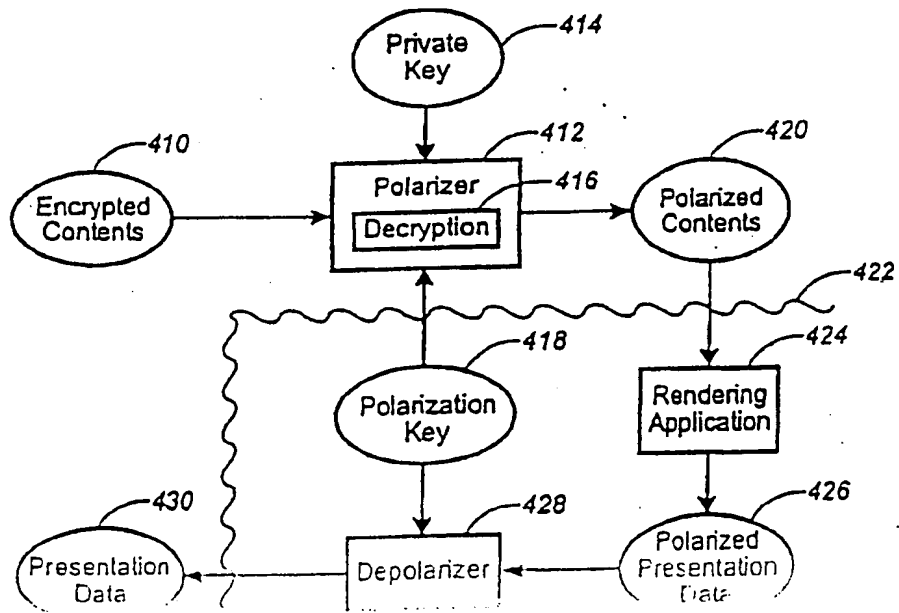 Private
Key
414
410
Encrypted
Contents
412
Polarizer
416
Decryption
420
Polarized
Contents
422
418
Polarization
Key
424
Rendering
Application
430
Presentation
Data
428
Depolarizer
426
Polarized
Presentation
Data